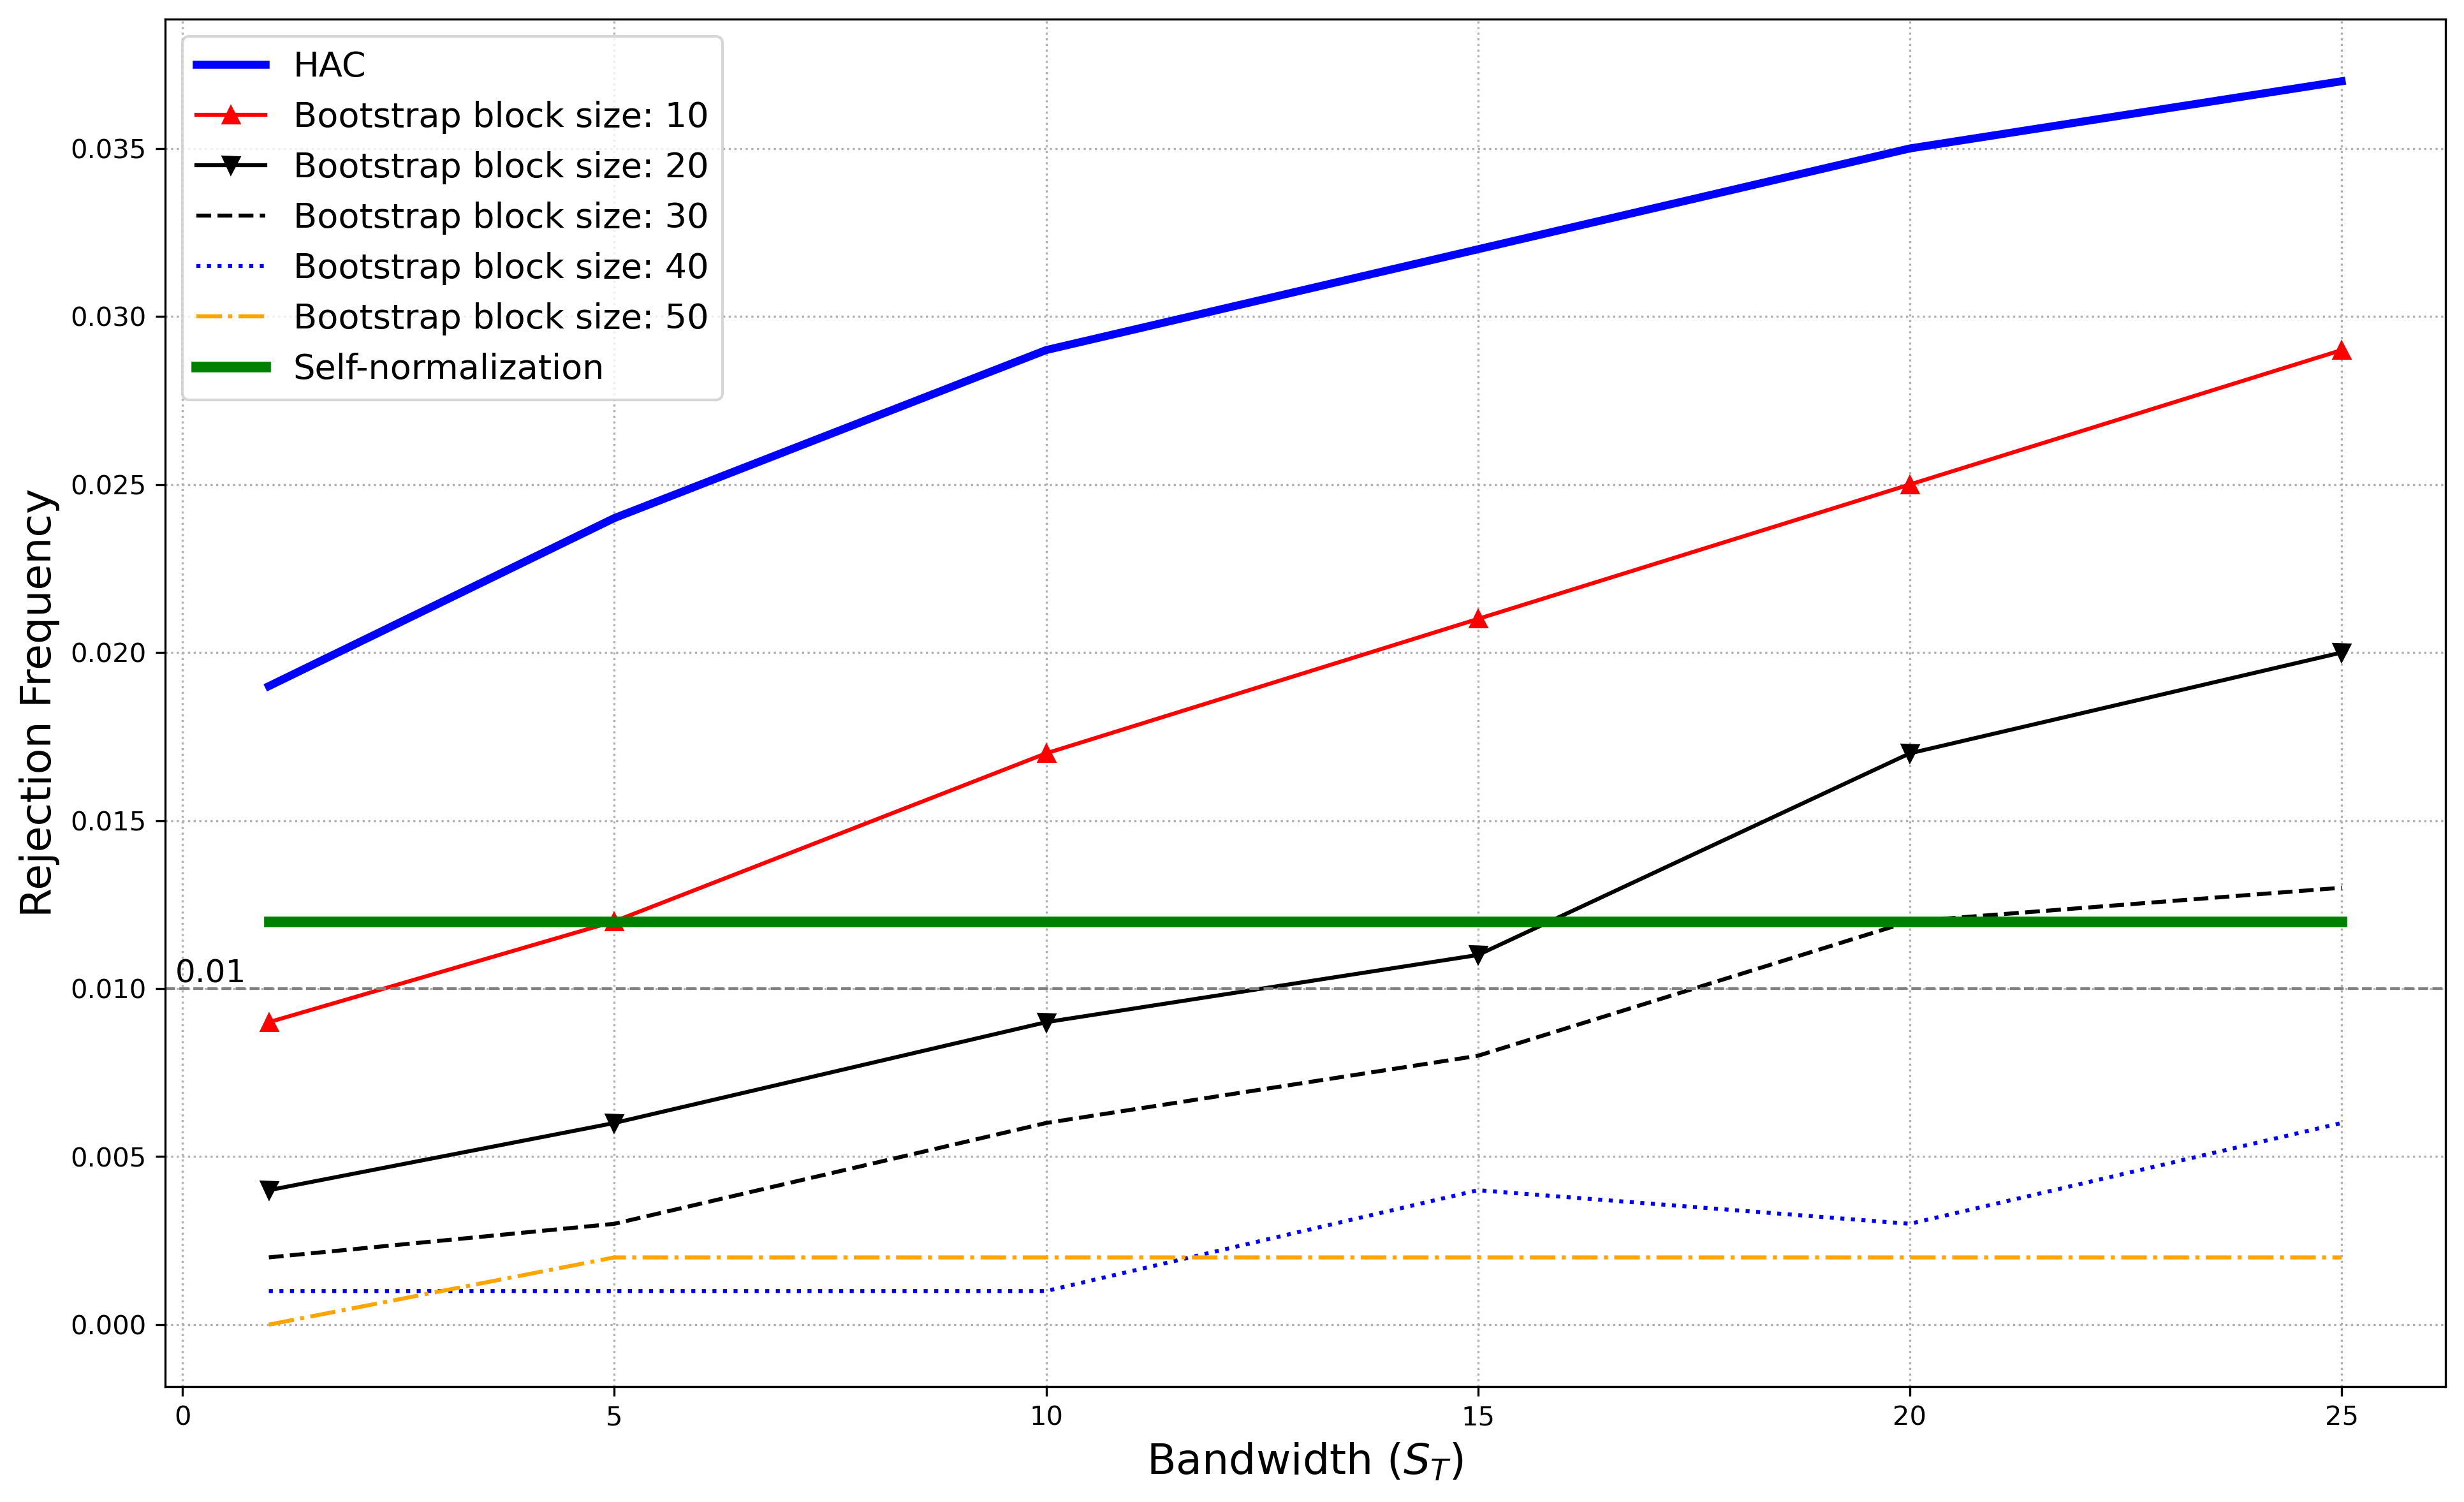 HAC
Bootstrap block size: 10
Bootstrap block size: 20
Bootstrap block size: 30
Bootstrap block size: 40
Bootstrap block size: 50
Self-normalization
Rejection Frequency
0.035
0.030
0.025
0.020
0.015
0.010
0.005
0.000
0.01
0 5 10 15 20 25
Bandwidth (S_T)